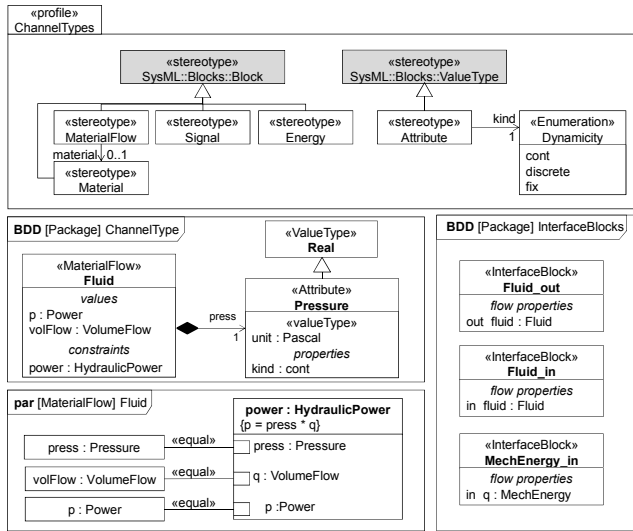 «profile»
ChannelTypes
«stereotype»
SysML::Blocks::Block
«stereotype»
SysML::Blocks::ValueType
«stereotype»
MaterialFlow
«stereotype»
Signal
«stereotype»
Energy
«stereotype»
Attribute
kind
1
«Enumeration»
Dynamicity
cont
discrete
fix
material
0..1
«stereotype»
Material
BDD [Package] ChannelType
«MaterialFlow»
Fluid
values
p : Power
volFlow : VolumeFlow
constraints
power : HydraulicPower
press
1
«ValueType»
Real
«Attribute»
Pressure
«valueType»
unit : Pascal
properties
kind : cont
BDD [Package] InterfaceBlocks
«InterfaceBlock»
Fluid_out
flow properties
out fluid : Fluid
«InterfaceBlock»
Fluid_in
flow properties
in fluid : Fluid
«InterfaceBlock»
MechEnergy_in
flow properties
in q : MechEnergy
par [MaterialFlow] Fluid
power : HydraulicPower
{p = press * q}
press : Pressure
«equal»
press : Pressure
volFlow : VolumeFlow
«equal»
q : VolumeFlow
p : Power
«equal»
p :Power